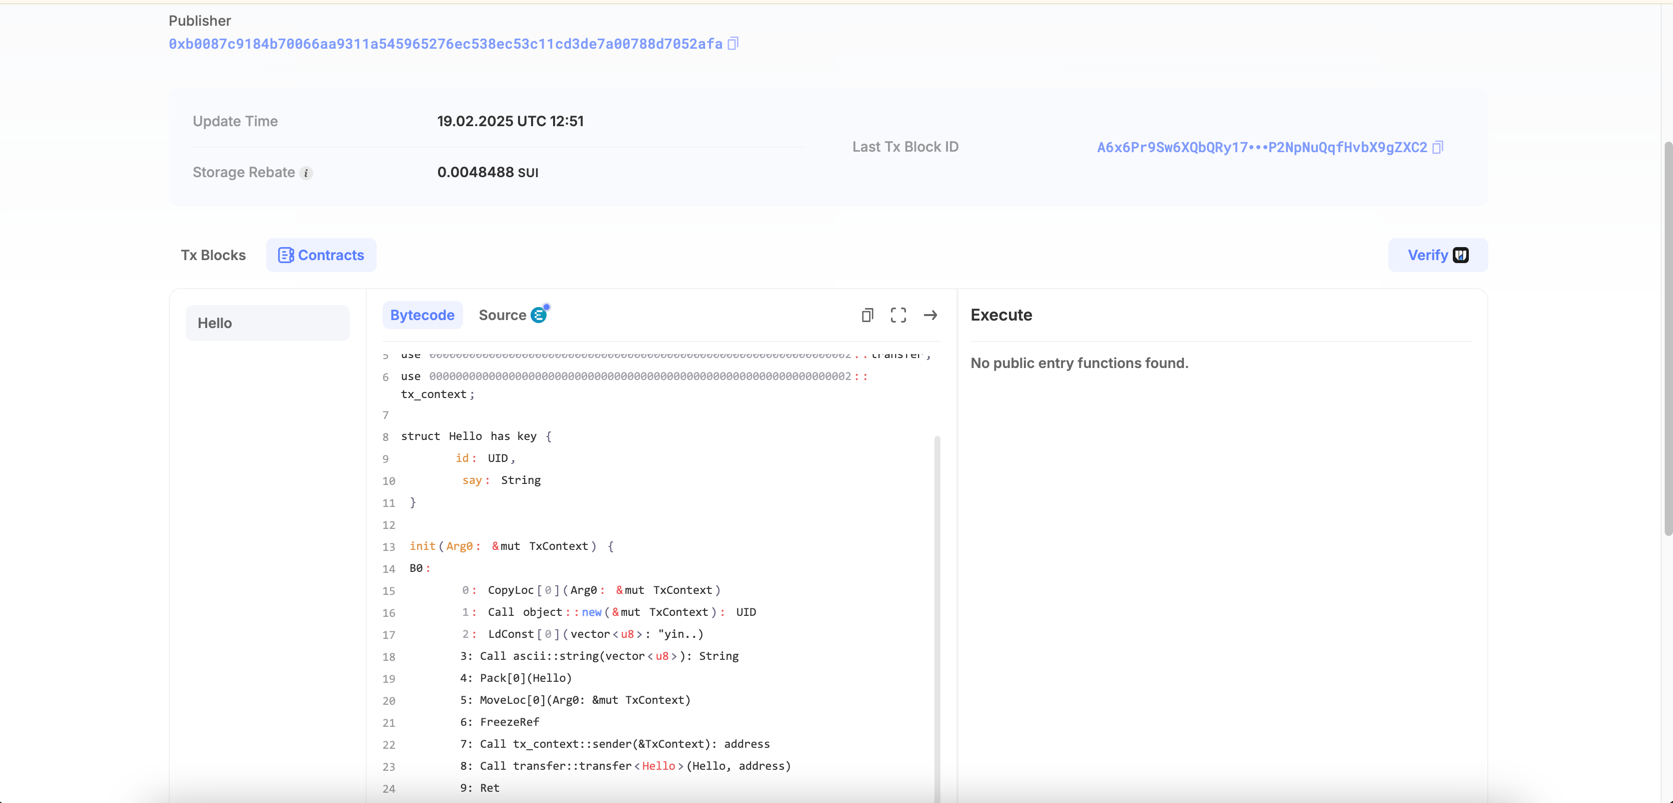 Publisher
0xb0087c9184b70066aa9311a545965276ec538ec53c11cd3de7a00788d7052afa
Update Time 19.02.2025 UTC 12:51
Last Tx Block ID A6x6Pr9Sw6XQbQRy17•••P2NpNuQqfHvbX9gZXC2
Storage Rebate i 0.0048488 SUI
Tx Blocks Contracts Verify
Hello
Bytecode Source
Execute
No public entry functions found.
5 use 0000000000000000000000000000000000000000000000000000000000000002::transfer;
6 use 0000000000000000000000000000000000000000000000000000000000000002::
tx_context;
7
8 struct Hello has key {
9 id: UID,
10 say: String
11 }
12
13 init(Arg0: &mut TxContext) {
14 B0:
15 0: CopyLoc[0](Arg0: &mut TxContext)
16 1: Call object::new(&mut TxContext): UID
17 2: LdConst[0](vector<u8>: "yin..)
18 3: Call ascii::string(vector<u8>): String
19 4: Pack[0](Hello)
20 5: MoveLoc[0](Arg0: &mut TxContext)
21 6: FreezeRef
22 7: Call tx_context::sender(&TxContext): address
23 8: Call transfer::transfer<Hello>(Hello, address)
24 9: Ret